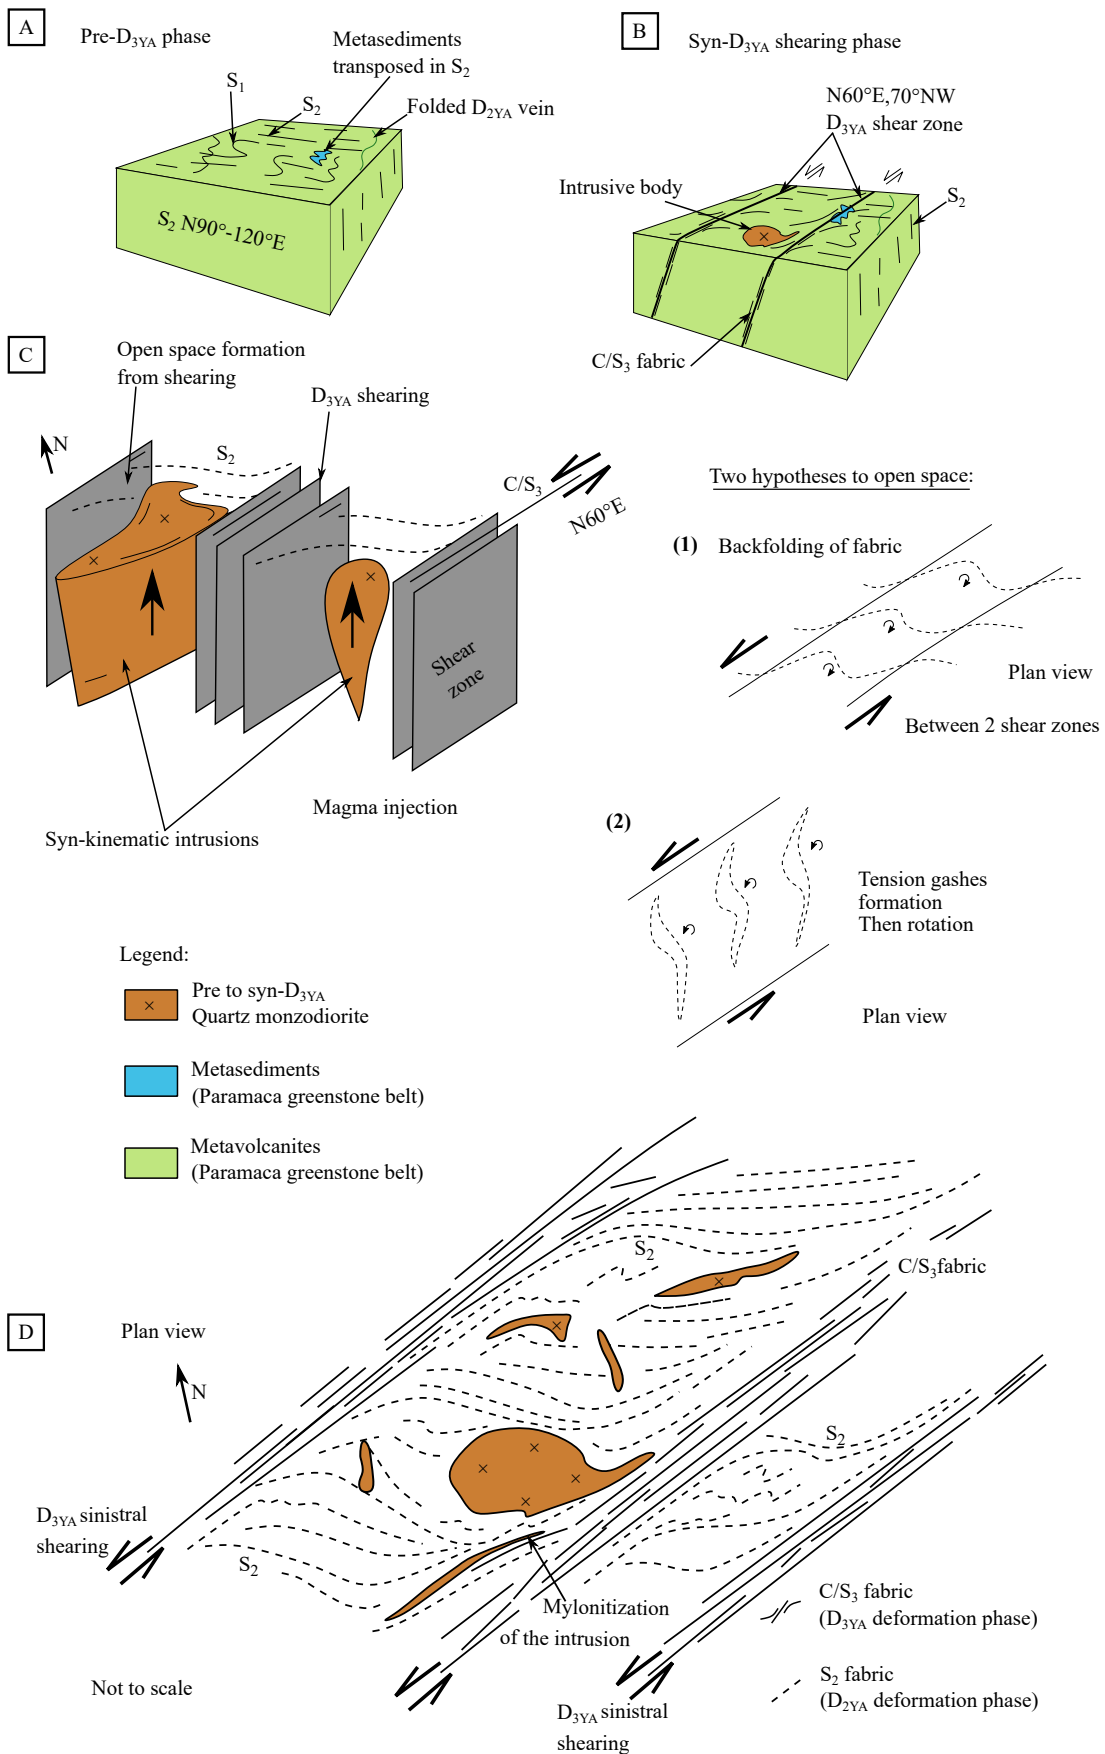 A
Pre-D3YA phase
Metasediments
transposed in S2
S1
S2
Folded D2YA vein
S2 N90°-120°E
B
Syn-D3YA shearing phase
N60°E,70°NW
D3YA shear zone
Intrusive body
S2
C/S3 fabric
C
Open space formation
from shearing
D3YA shearing
N
S2
C/S3
N60°E
Shear
zone
Magma injection
Syn-kinematic intrusions
Two hypotheses to open space:
(1) Backfolding of fabric
Plan view
Between 2 shear zones
(2)
Tension gashes
formation
Then rotation
Plan view
Legend:
Pre to syn-D3YA
Quartz monzodiorite
Metasediments
(Paramaca greenstone belt)
Metavolcanites
(Paramaca greenstone belt)
D
Plan view
N
S2
C/S3 fabric
S2
D3YA sinistral
shearing
S2
Mylonitization
of the intrusion
C/S3 fabric
(D3YA deformation phase)
S2 fabric
(D2YA deformation phase)
Not to scale
D3YA sinistral
shearing